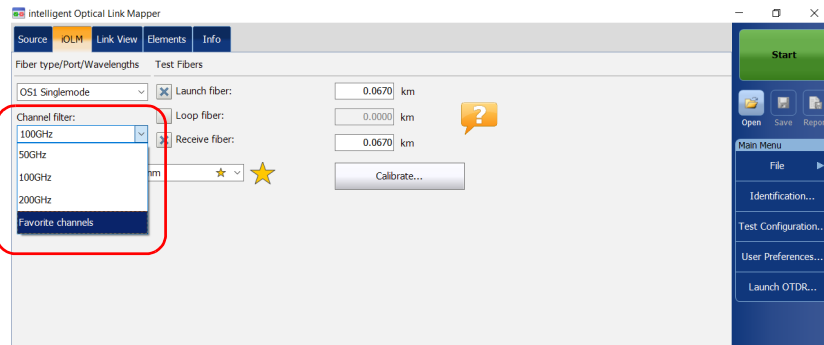 intelligent Optical Link Mapper
Source iOLM Link View Elements Info
Fiber type/Port/Wavelengths Test Fibers
OS1 Singlemode
Launch fiber: 0.0670 km
Channel filter:
Loop fiber: 0.0000 km
100GHz
Receive fiber: 0.0670 km
50GHz
100GHz
200GHz
Favorite channels
nm
Calibrate...
?
Start
Open Save Repor
Main Menu
File
Identification...
Test Configuration..
User Preferences...
Launch OTDR...